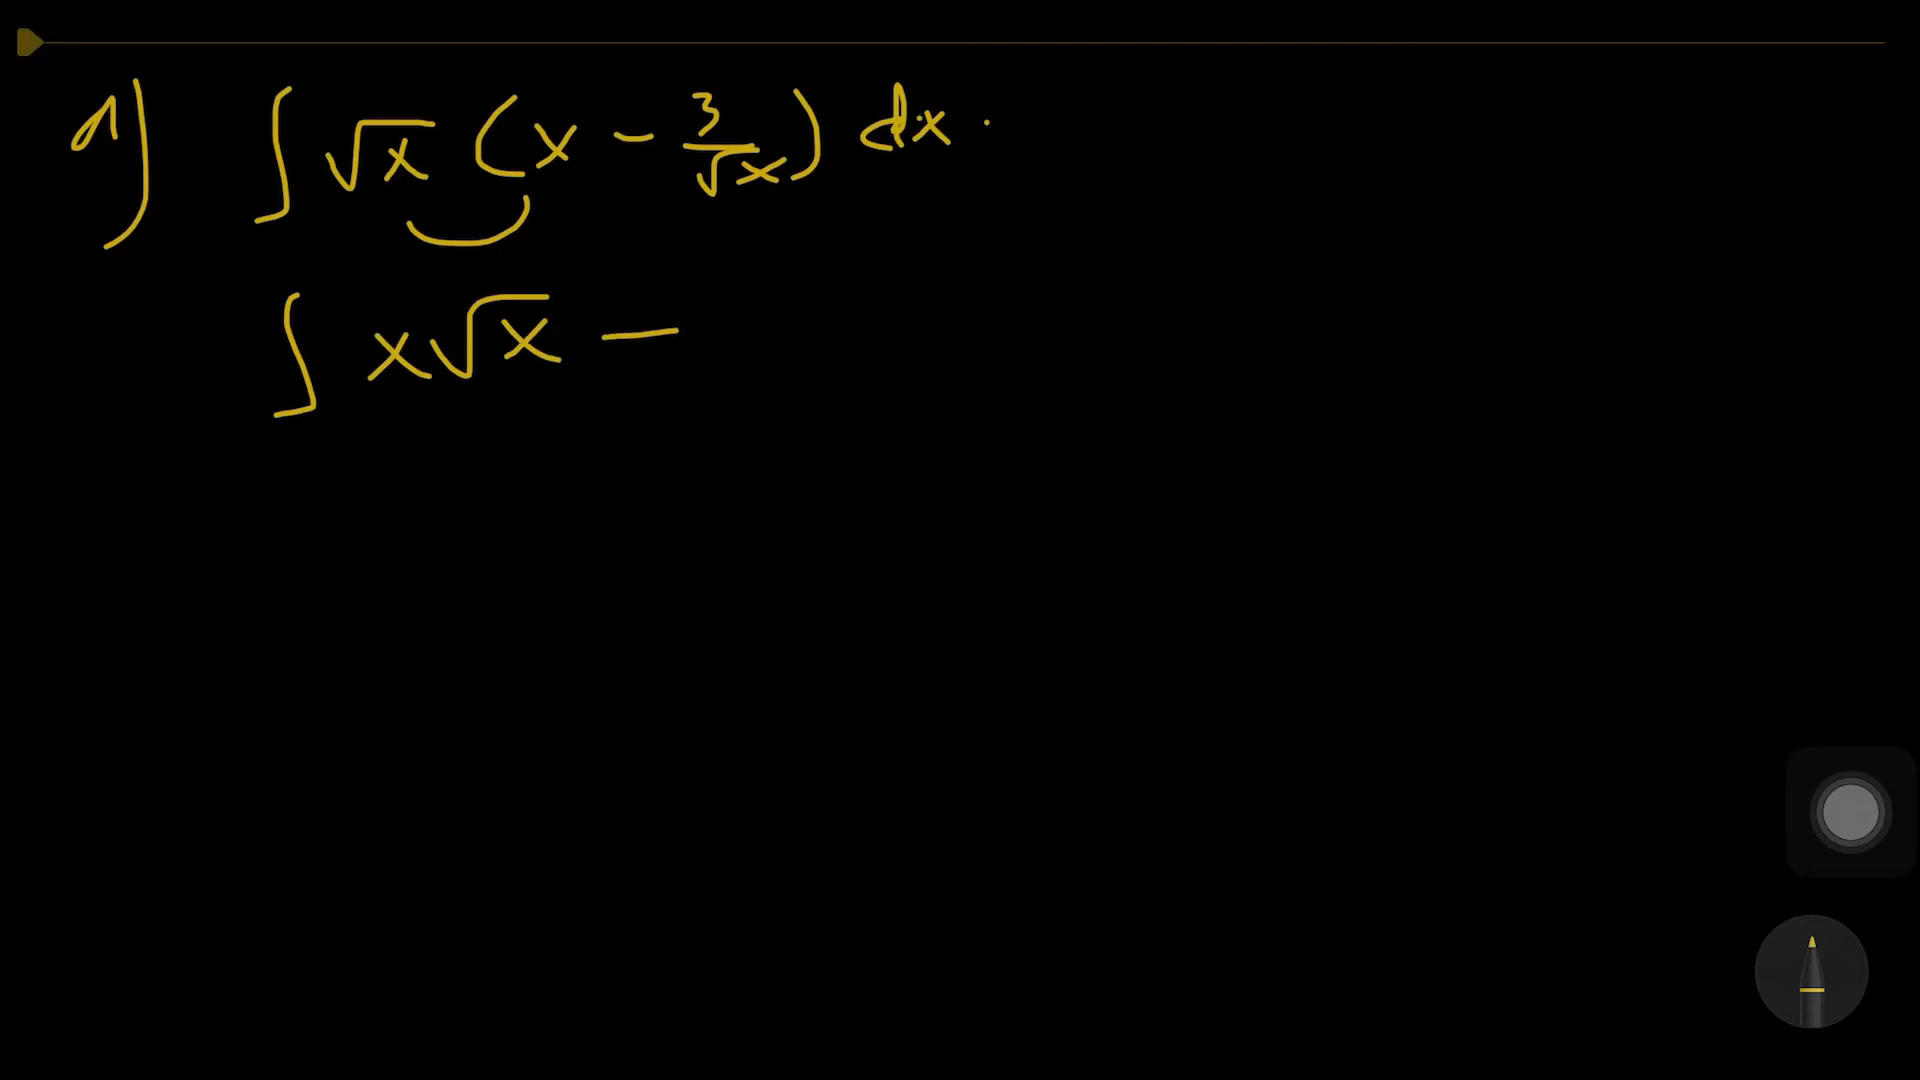 1) ∫ √x (x - 3/√x) dx .
∫ x√x —